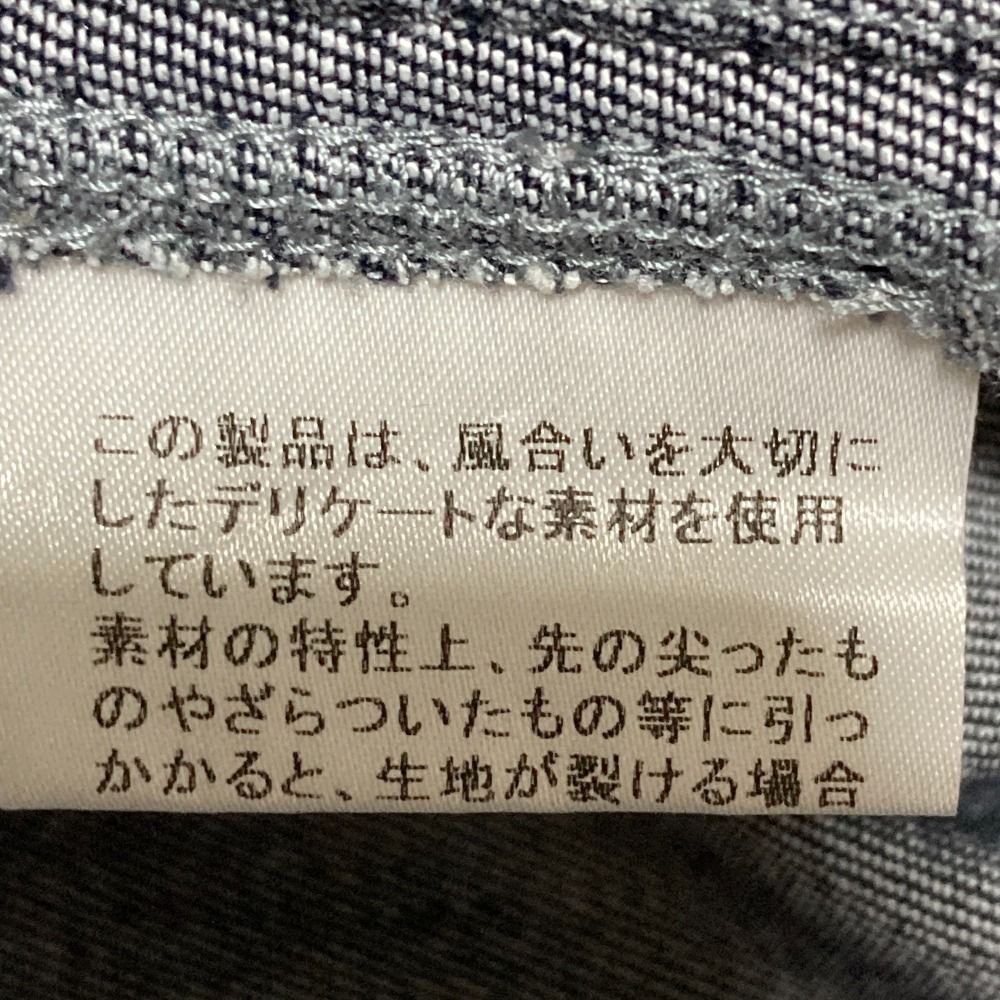 この製品は、風合いを大切に
したデリケートな素材を使用
しています。
素材の特性上、先の尖ったも
のやざらついたもの等に引っ
かかると、生地が裂ける場合